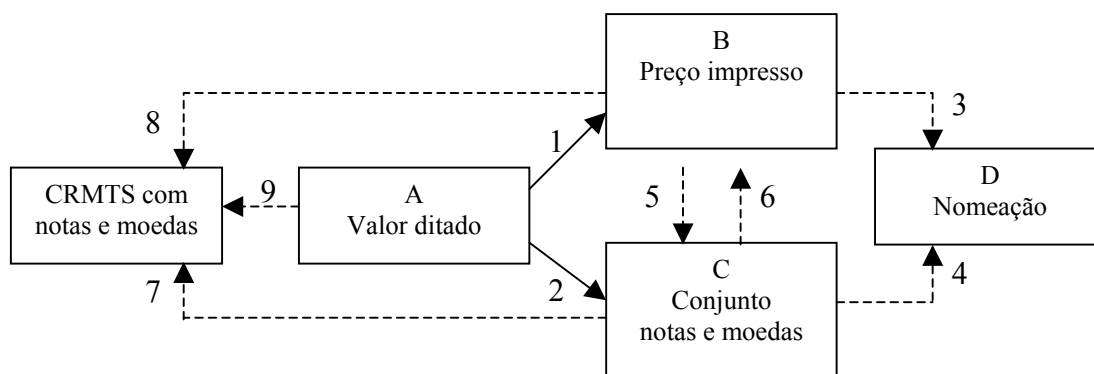 B
Preço impresso
8
3
1
CRMTS com
notas e moedas
9
A
Valor ditado
5
6
D
Nomeação
7
2
C
Conjunto
notas e moedas
4